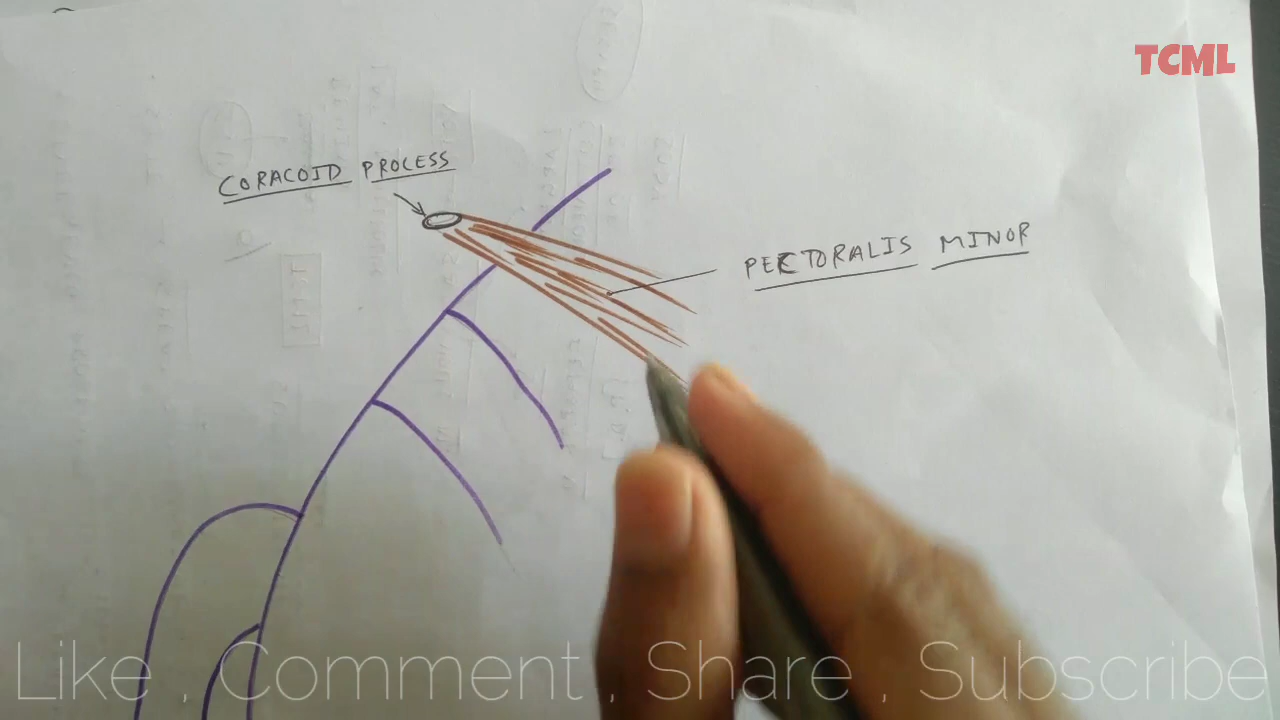 TCML
CORACOID PROCESS
PECTORALIS MINOR
Like , Comment , Share , Subscribe